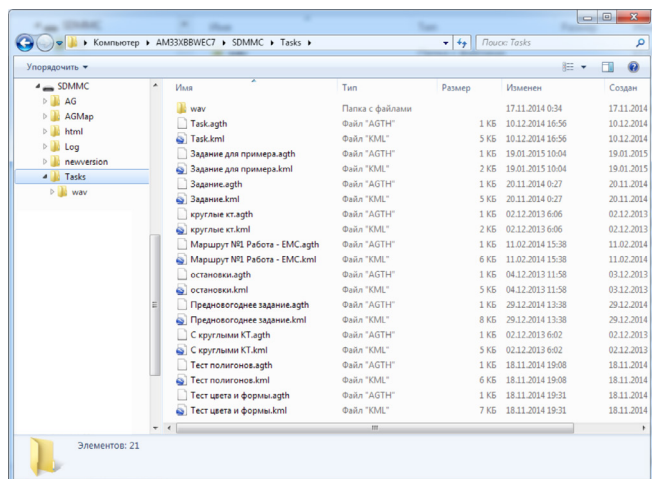 Компьютер ▸ AM33XBBWEC7 ▸ SDMMC ▸ Tasks ▸ Поиск: Tasks
Упорядочить
SDMMC
AG
AGMap
html
Log
newversion
Tasks
wav
Имя Тип Размер Изменен Создан
wav Папка с файлами 17.11.2014 0:34 17.11.2014
Task.agth Файл "AGTH" 1 КБ 10.12.2014 16:56 10.12.2014
Task.kml Файл "KML" 5 КБ 10.12.2014 16:56 10.12.2014
Задание для примера.agth Файл "AGTH" 1 КБ 19.01.2015 10:04 19.01.2015
Задание для примера.kml Файл "KML" 2 КБ 19.01.2015 10:04 19.01.2015
Задание.agth Файл "AGTH" 1 КБ 20.11.2014 0:27 20.11.2014
Задание.kml Файл "KML" 5 КБ 20.11.2014 0:27 20.11.2014
круглые кт.agth Файл "AGTH" 1 КБ 02.12.2013 6:06 02.12.2013
круглые кт.kml Файл "KML" 2 КБ 02.12.2013 6:06 02.12.2013
Маршрут №1 Работа - EMC.agth Файл "AGTH" 1 КБ 11.02.2014 15:38 11.02.2014
Маршрут №1 Работа - EMC.kml Файл "KML" 6 КБ 11.02.2014 15:38 11.02.2014
остановки.agth Файл "AGTH" 1 КБ 04.12.2013 11:58 03.12.2013
остановки.kml Файл "KML" 5 КБ 04.12.2013 11:58 03.12.2013
Предновогоднее задание.agth Файл "AGTH" 1 КБ 29.12.2014 13:38 29.12.2014
Предновогоднее задание.kml Файл "KML" 8 КБ 29.12.2014 13:38 29.12.2014
С круглыми КТ.agth Файл "AGTH" 1 КБ 02.12.2013 6:02 02.12.2013
С круглыми КТ.kml Файл "KML" 5 КБ 02.12.2013 6:02 02.12.2013
Тест полигонов.agth Файл "AGTH" 1 КБ 18.11.2014 19:08 18.11.2014
Тест полигонов.kml Файл "KML" 6 КБ 18.11.2014 19:08 18.11.2014
Тест цвета и формы.agth Файл "AGTH" 1 КБ 18.11.2014 19:31 18.11.2014
Тест цвета и формы.kml Файл "KML" 7 КБ 18.11.2014 19:31 18.11.2014
Элементов: 21